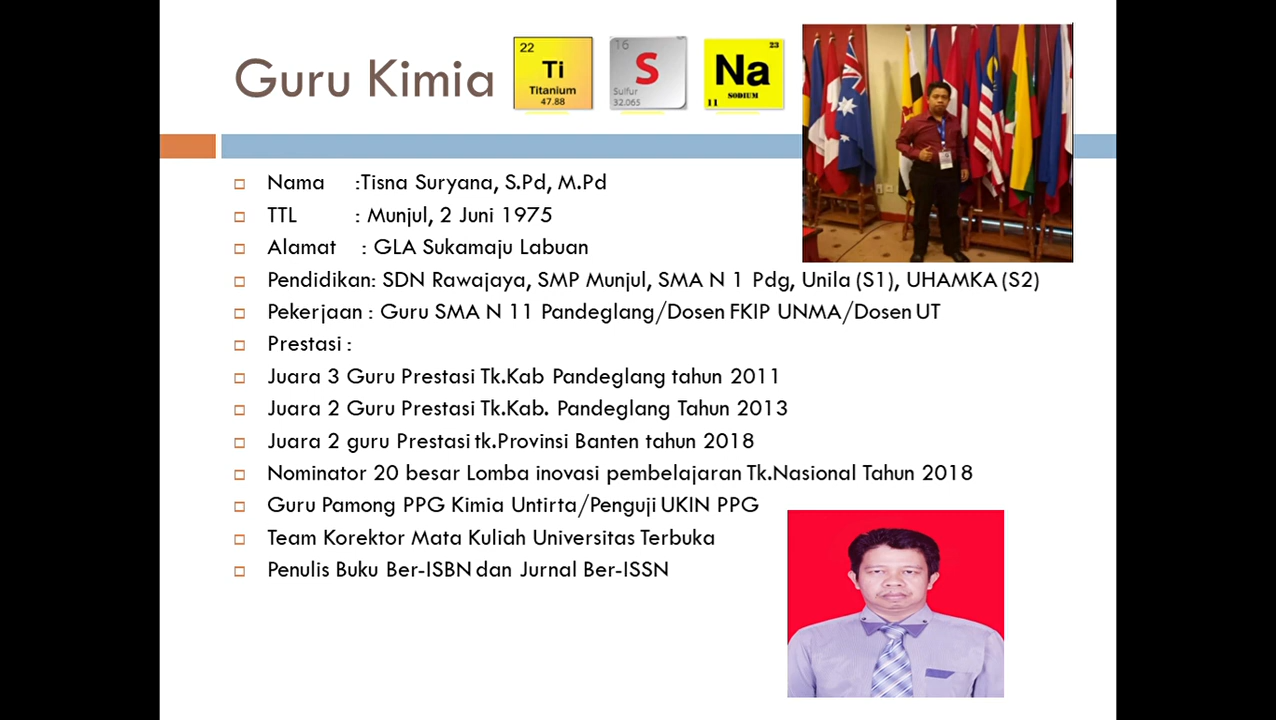 Guru Kimia
22
Ti
Titanium
47.88
16
S
Sulfur
32.065
23
Na
SODIUM
11
Nama :Tisna Suryana, S.Pd, M.Pd
TTL : Munjul, 2 Juni 1975
Alamat : GLA Sukamaju Labuan
Pendidikan: SDN Rawajaya, SMP Munjul, SMA N 1 Pdg, Unila (S1), UHAMKA (S2)
Pekerjaan : Guru SMA N 11 Pandeglang/Dosen FKIP UNMA/Dosen UT
Prestasi :
Juara 3 Guru Prestasi Tk.Kab Pandeglang tahun 2011
Juara 2 Guru Prestasi Tk.Kab. Pandeglang Tahun 2013
Juara 2 guru Prestasi tk.Provinsi Banten tahun 2018
Nominator 20 besar Lomba inovasi pembelajaran Tk.Nasional Tahun 2018
Guru Pamong PPG Kimia Untirta/Penguji UKIN PPG
Team Korektor Mata Kuliah Universitas Terbuka
Penulis Buku Ber-ISBN dan Jurnal Ber-ISSN